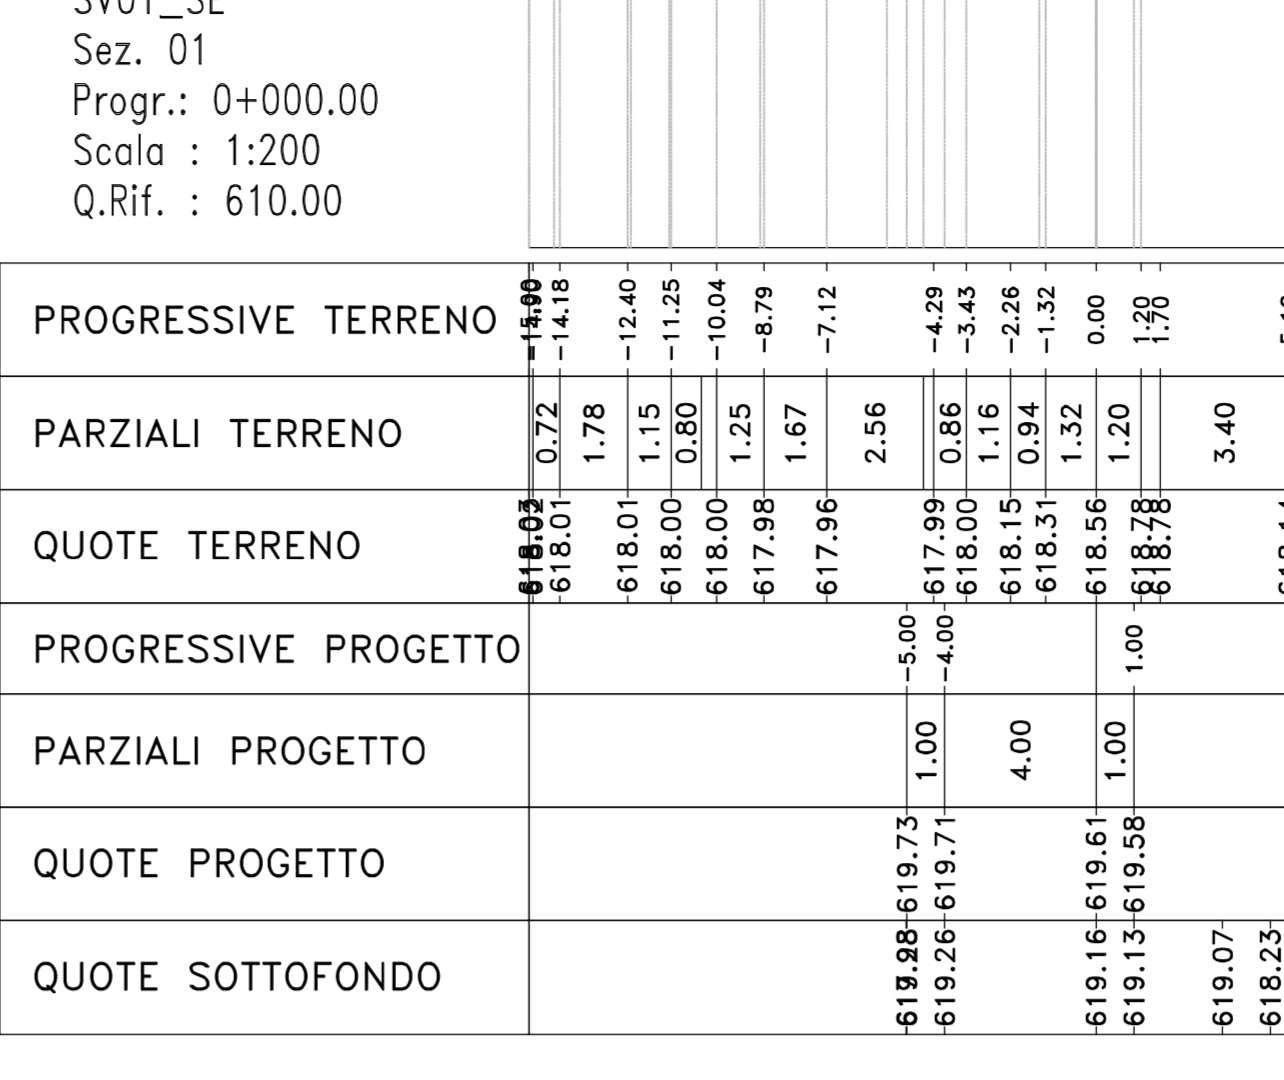 Sez. 01
Progr.: 0+000.00
Scala : 1:200
Q.Rif. : 610.00
PROGRESSIVE TERRENO -14.18 -12.40 -11.25 -10.04 -8.79 -7.12 -4.29 -3.43 -2.26 -1.32 0.00 1.20 1.70
PARZIALI TERRENO 0.72 1.78 1.15 0.80 1.25 1.67 2.56 0.86 1.16 0.94 1.32 1.20 3.40
QUOTE TERRENO 618.01 618.01 618.00 618.00 617.98 617.96 617.99 618.00 618.15 618.31 618.56 618.78 618.78
PROGRESSIVE PROGETTO -5.00 -4.00 1.00
PARZIALI PROGETTO 1.00 4.00 1.00
QUOTE PROGETTO 619.73 619.71 619.61 619.58
QUOTE SOTTOFONDO 619.26 619.16 619.13 619.07 618.23